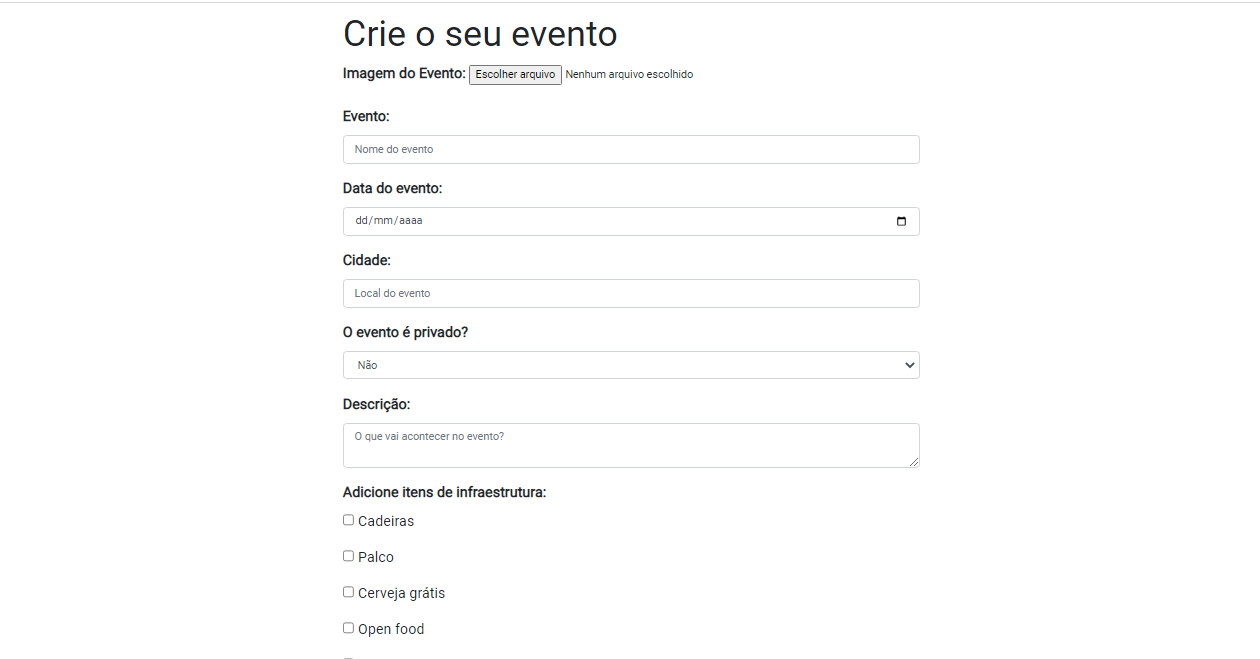 Crie o seu evento
Imagem do Evento: Escolher arquivo Nenhum arquivo escolhido
Evento:
Nome do evento
Data do evento:
dd/mm/aaaa
Cidade:
Local do evento
O evento é privado?
Não
Descrição:
O que vai acontecer no evento?
Adicione itens de infraestrutura:
Cadeiras
Palco
Cerveja grátis
Open food